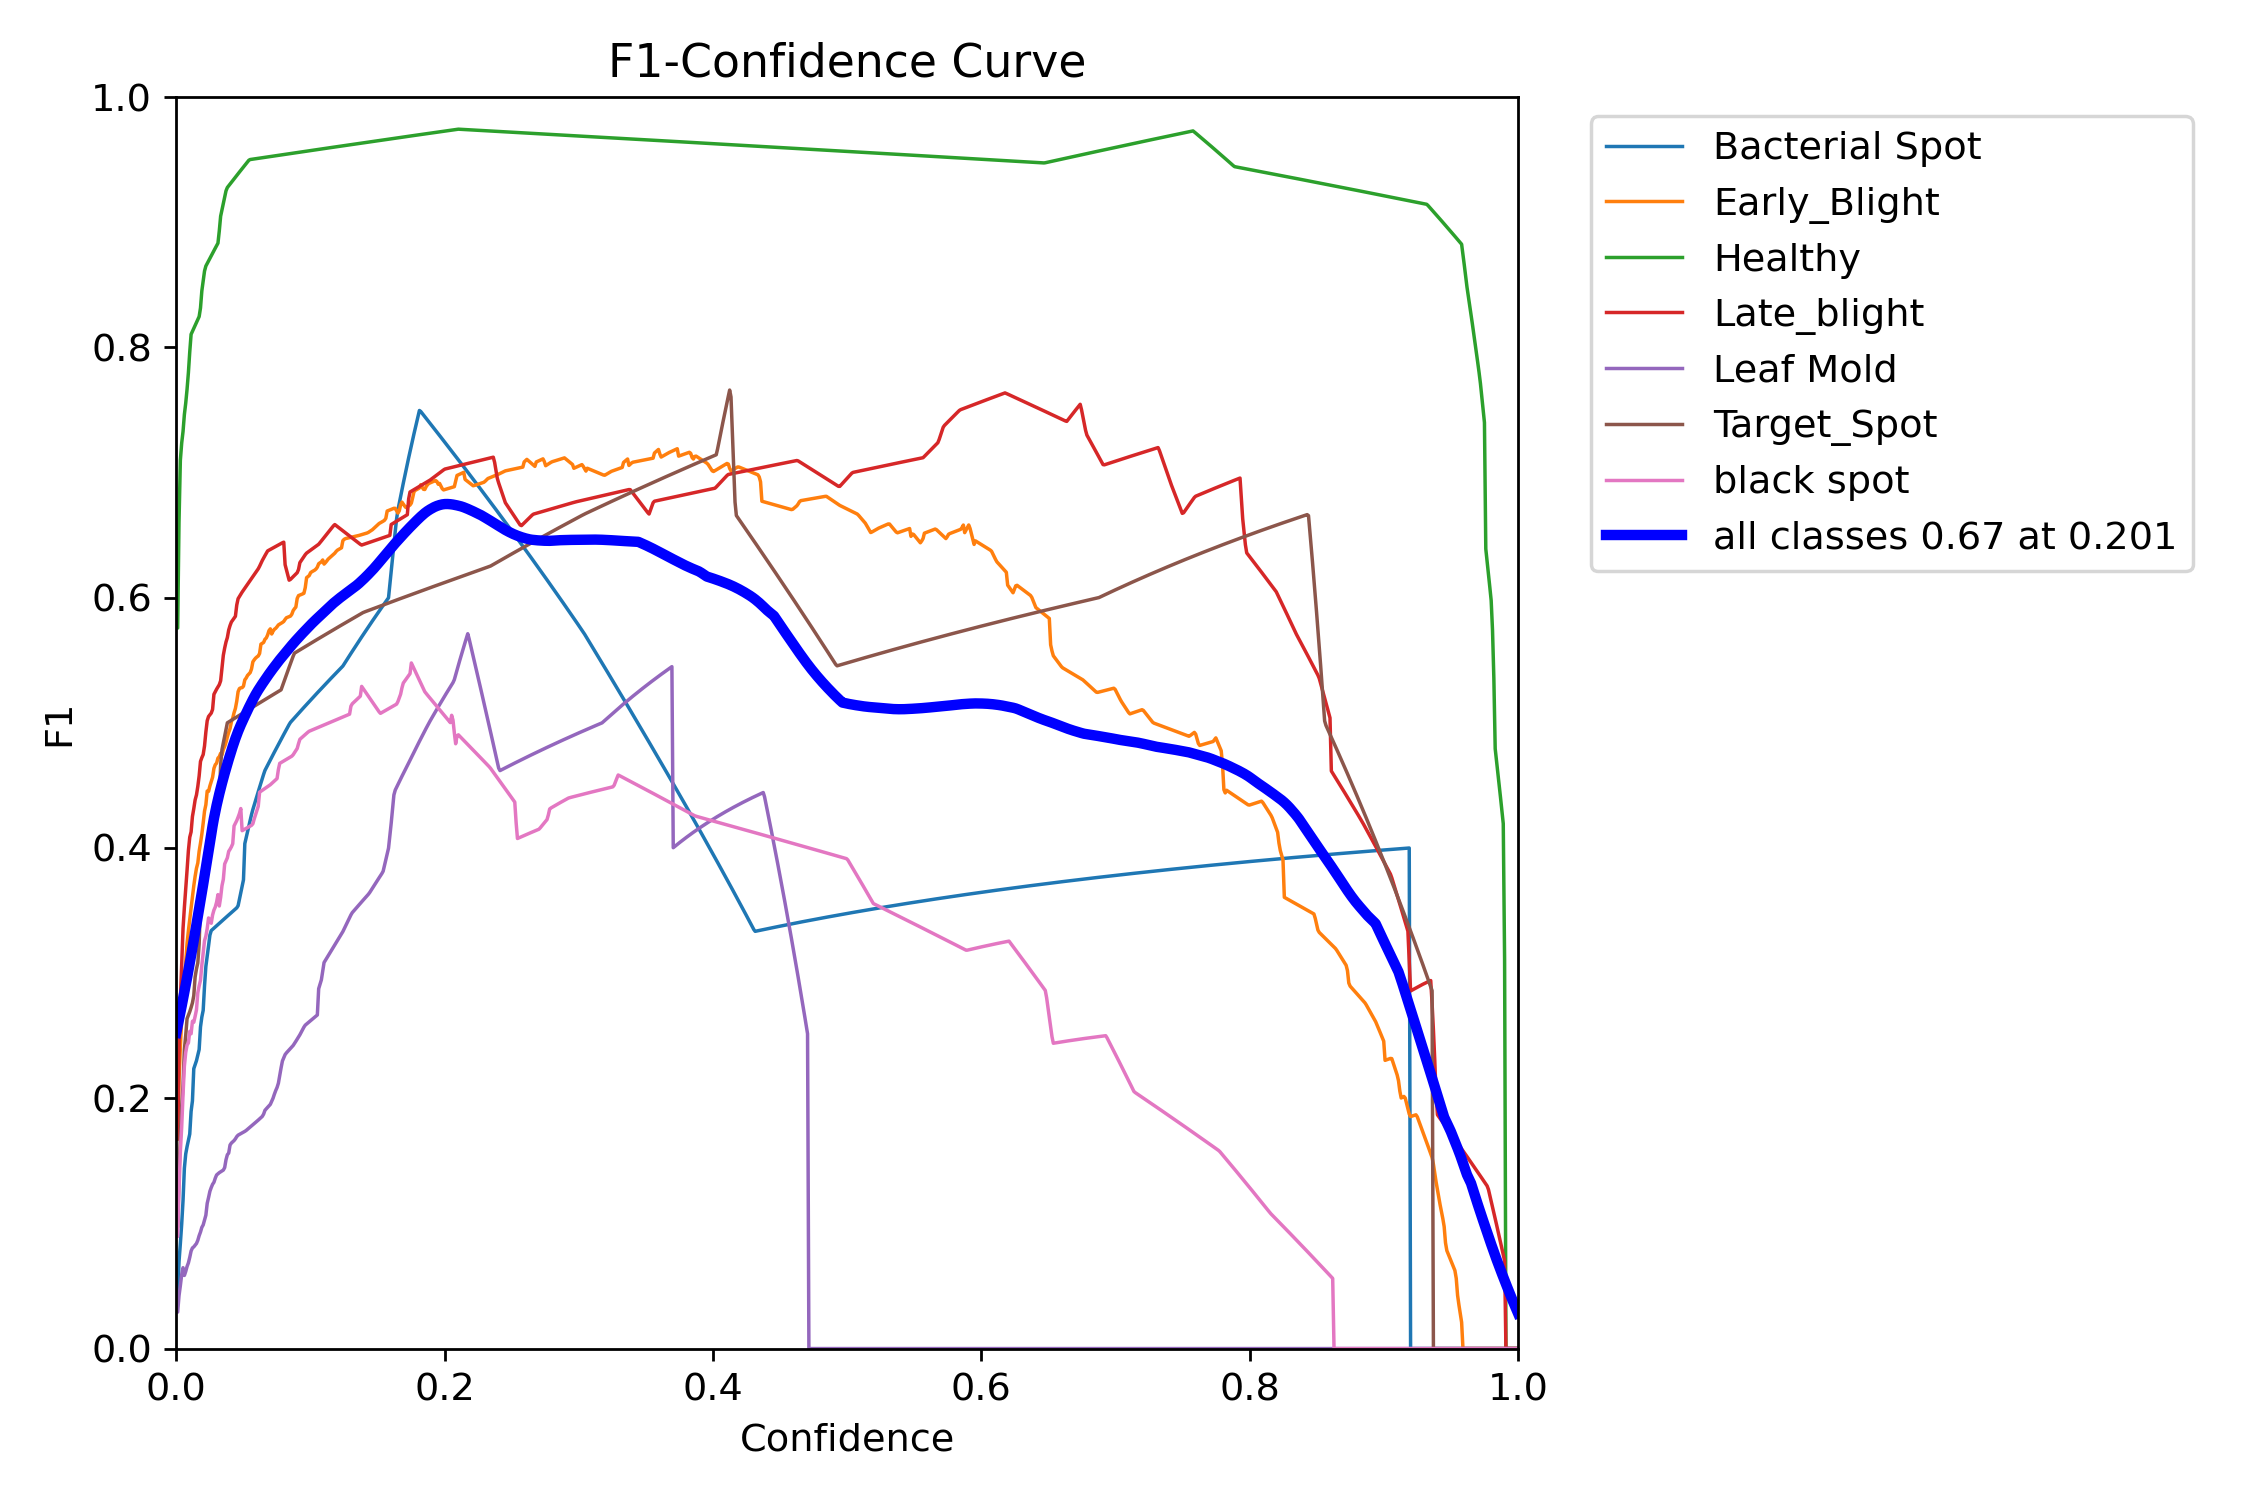 F1-Confidence Curve
1.0
0.8
0.6
0.4
0.2
0.0
F1
0.0 0.2 0.4 0.6 0.8 1.0
Confidence
Bacterial Spot
Early_Blight
Healthy
Late_blight
Leaf Mold
Target_Spot
black spot
all classes 0.67 at 0.201